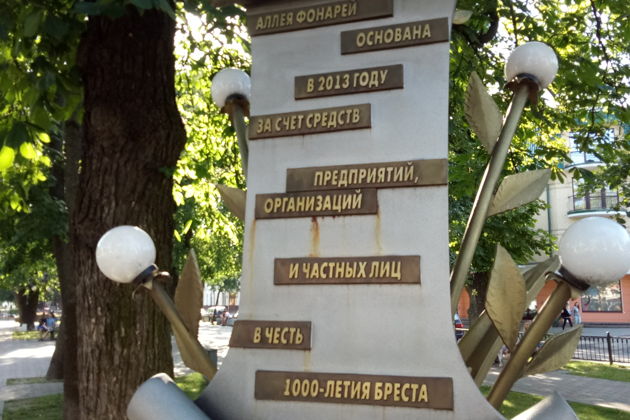 АЛЛЕЯ ФОНАРЕЙ
ОСНОВАНА
В 2013 ГОДУ
ЗА СЧЕТ СРЕДСТВ
ПРЕДПРИЯТИЙ,
ОРГАНИЗАЦИЙ
И ЧАСТНЫХ ЛИЦ
В ЧЕСТЬ
1000-ЛЕТИЯ БРЕСТА